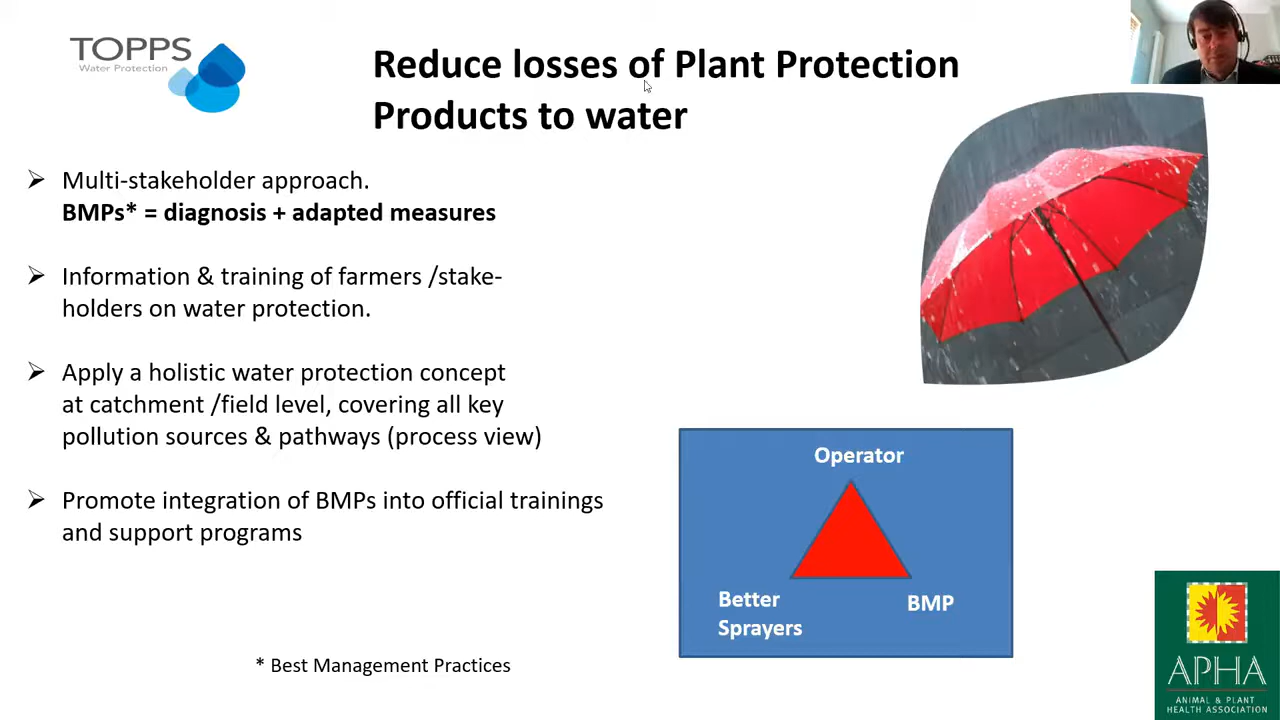 TOPPS
Water Protection
Reduce losses of Plant Protection
Products to water
➢ Multi-stakeholder approach.
BMPs* = diagnosis + adapted measures
➢ Information & training of farmers /stake-
holders on water protection.
➢ Apply a holistic water protection concept
at catchment /field level, covering all key
pollution sources & pathways (process view)
➢ Promote integration of BMPs into official trainings
and support programs
* Best Management Practices
Operator
Better
Sprayers
BMP
APHA
ANIMAL & PLANT
HEALTH ASSOCIATION